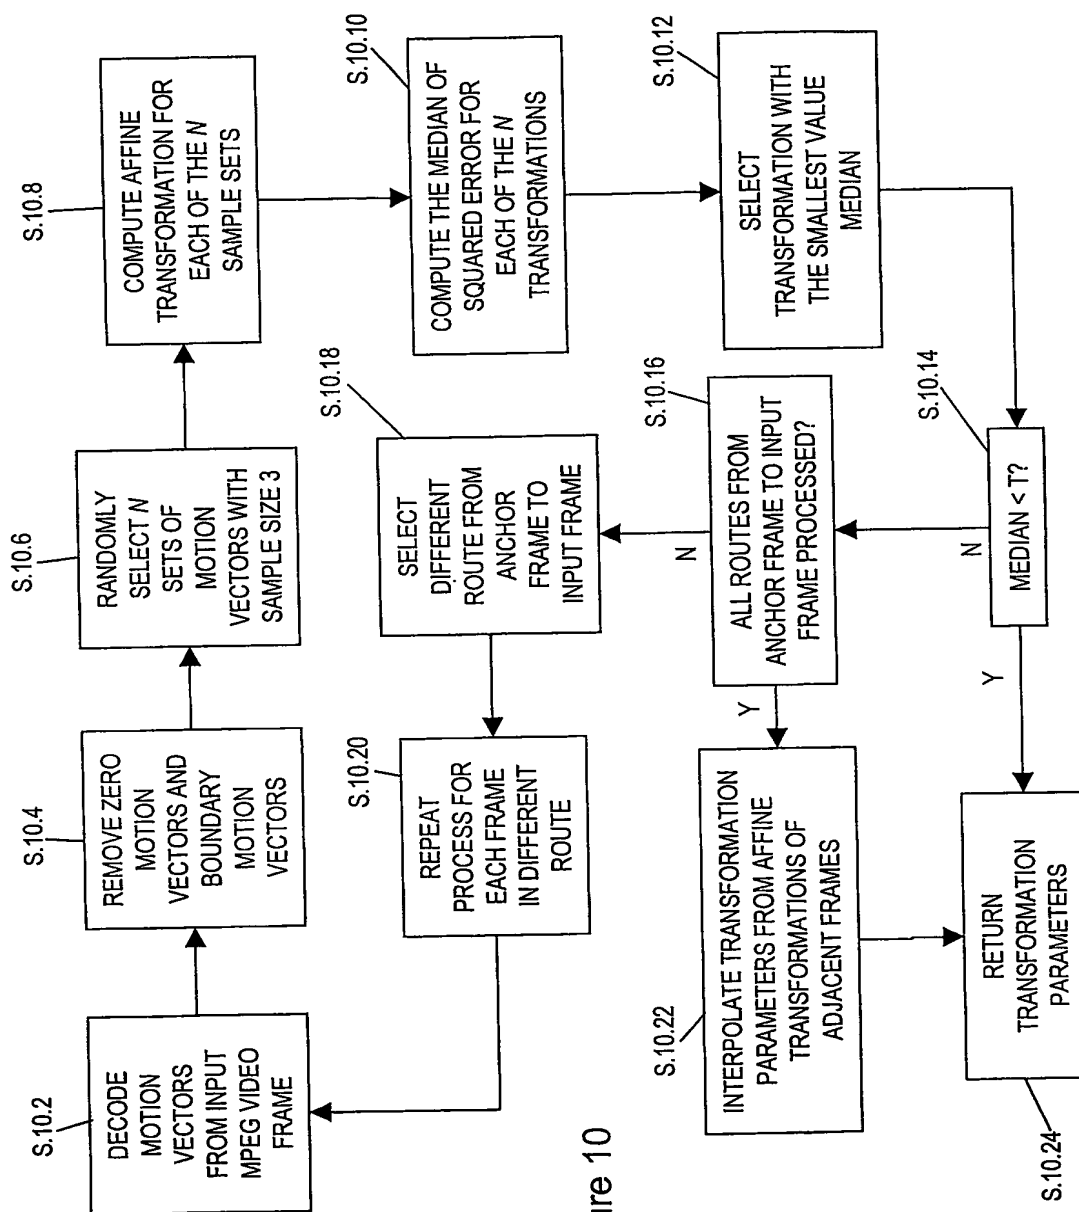 S.10.2
DECODE
MOTION
VECTORS
FROM INPUT
MPEG VIDEO
FRAME
S.10.4
REMOVE ZERO
MOTION
VECTORS AND
BOUNDARY
MOTION
VECTORS
S.10.6
RANDOMLY
SELECT N
SETS OF
MOTION
VECTORS WITH
SAMPLE SIZE 3
S.10.8
COMPUTE AFFINE
TRANSFORMATION FOR
EACH OF THE N
SAMPLE SETS
S.10.10
COMPUTE THE MEDIAN OF
SQUARED ERROR FOR
EACH OF THE N
TRANSFORMATIONS
S.10.12
SELECT
TRANSFORMATION WITH
THE SMALLEST VALUE
MEDIAN
S.10.14
MEDIAN < T?
N
Y
S.10.16
ALL ROUTES FROM
ANCHOR FRAME TO INPUT
FRAME PROCESSED?
N
Y
S.10.18
SELECT
DIFFERENT
ROUTE FROM
ANCHOR
FRAME TO
INPUT FRAME
S.10.20
REPEAT
PROCESS FOR
EACH FRAME
IN DIFFERENT
ROUTE
S.10.22
INTERPOLATE TRANSFORMATION
PARAMETERS FROM AFFINE
TRANSFORMATIONS OF
ADJACENT FRAMES
S.10.24
RETURN
TRANSFORMATION
PARAMETERS
ure 10